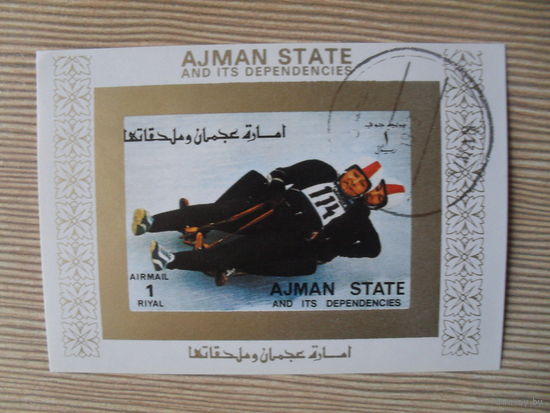 AJMAN STATE
AND ITS DEPENDENCIES
امارة عجمان وملحقاتها
ريال
114
AIRMAIL
1
RIYAL
AJMAN STATE
AND ITS DEPENDENCIES
امارة عجمان وملحقاتها